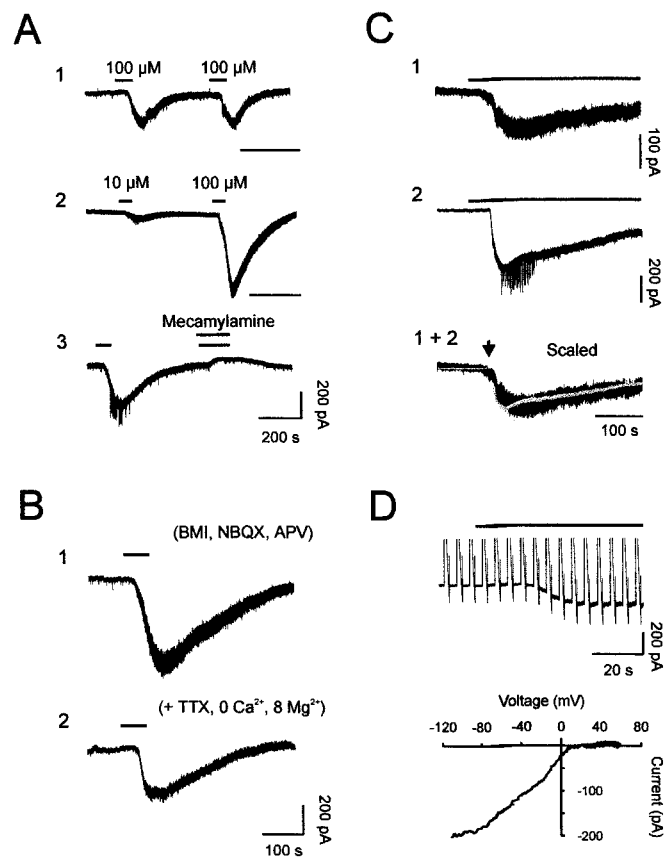 A
1
100 µM 100 µM
2
10 µM 100 µM
Mecamylamine
3
200 pA
200 s
B
1
(BMI, NBQX, APV)
2
(+ TTX, 0 Ca²⁺, 8 Mg²⁺)
200 pA
100 s
C
1
100 pA
2
200 pA
1 + 2
Scaled
100 s
D
200 pA
20 s
Voltage (mV)
-120 -80 -40 0 40 80
-100
-200
Current (pA)